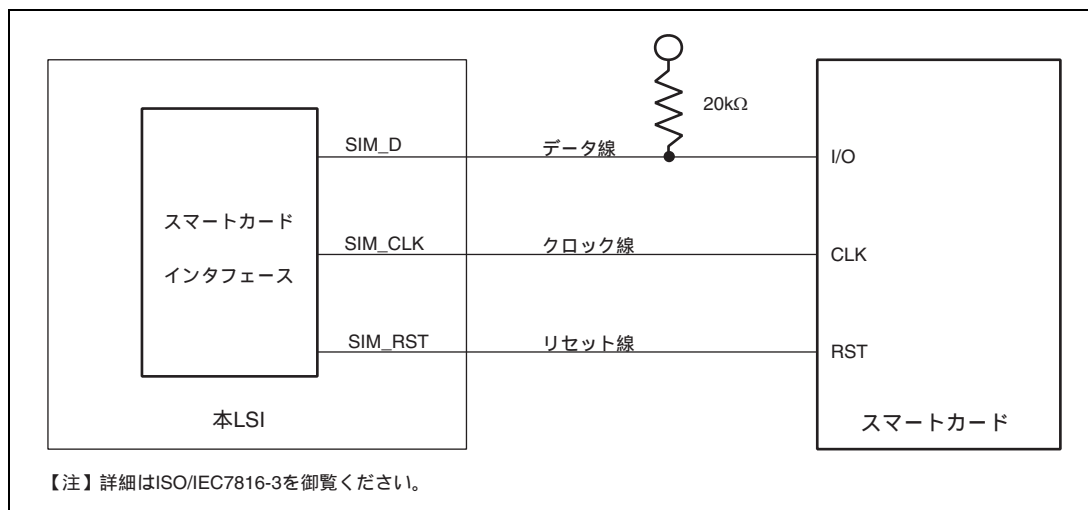 20kΩ
SIM_D
データ線
I/O
スマートカード
インタフェース
SIM_CLK
クロック線
CLK
SIM_RST
リセット線
RST
本LSI
スマートカード
【注】詳細はISO/IEC7816-3を御覧ください。